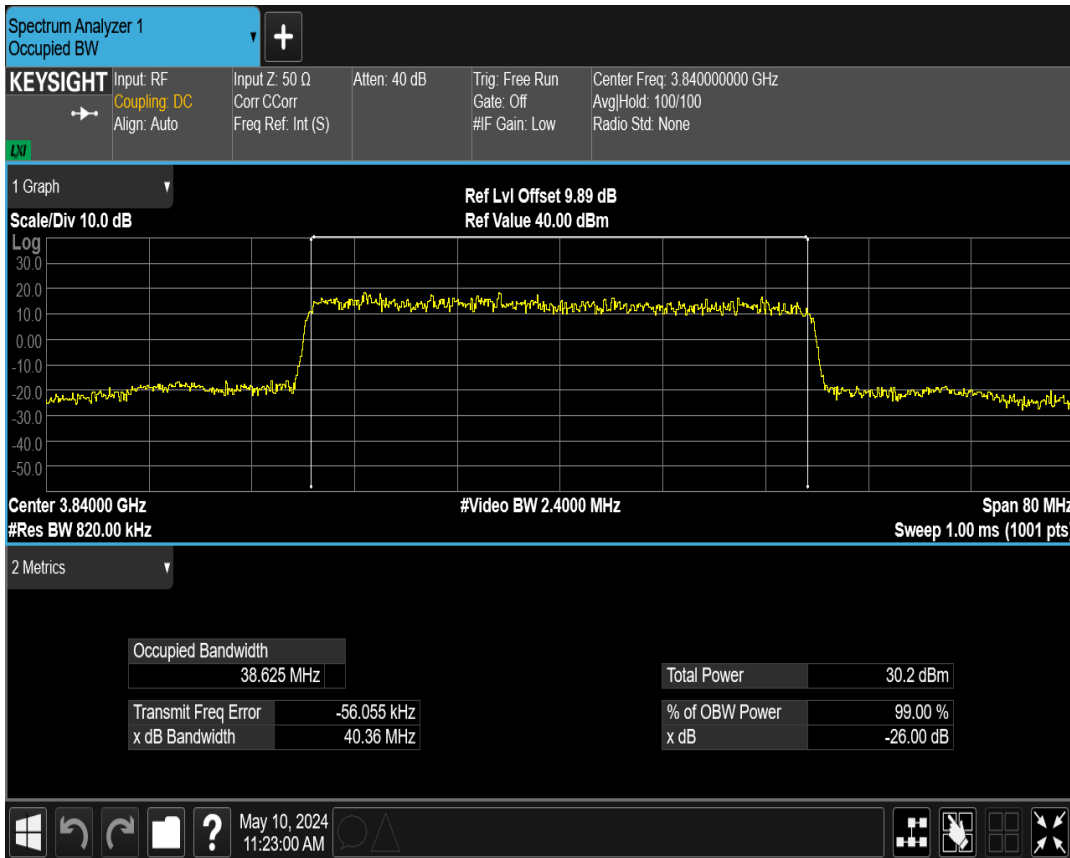 Spectrum Analyzer 1
Occupied BW
+
KEYSIGHT
LXI
Input: RF
Coupling: DC
Align: Auto
Input Z: 50 Ω
Corr CCorr
Freq Ref: Int (S)
Atten: 40 dB
Trig: Free Run
Gate: Off
#IF Gain: Low
Center Freq: 3.840000000 GHz
Avg|Hold: 100/100
Radio Std: None
1 Graph
Scale/Div 10.0 dB
Ref Lvl Offset 9.89 dB
Ref Value 40.00 dBm
Log
30.0
20.0
10.0
0.00
-10.0
-20.0
-30.0
-40.0
-50.0
Center 3.84000 GHz
#Video BW 2.4000 MHz
Span 80 MHz
#Res BW 820.00 kHz
Sweep 1.00 ms (1001 pts)
2 Metrics
Occupied Bandwidth
38.625 MHz
Total Power 30.2 dBm
Transmit Freq Error -56.055 kHz
% of OBW Power 99.00 %
x dB Bandwidth 40.36 MHz
x dB -26.00 dB
?
May 10, 2024
11:23:00 AM